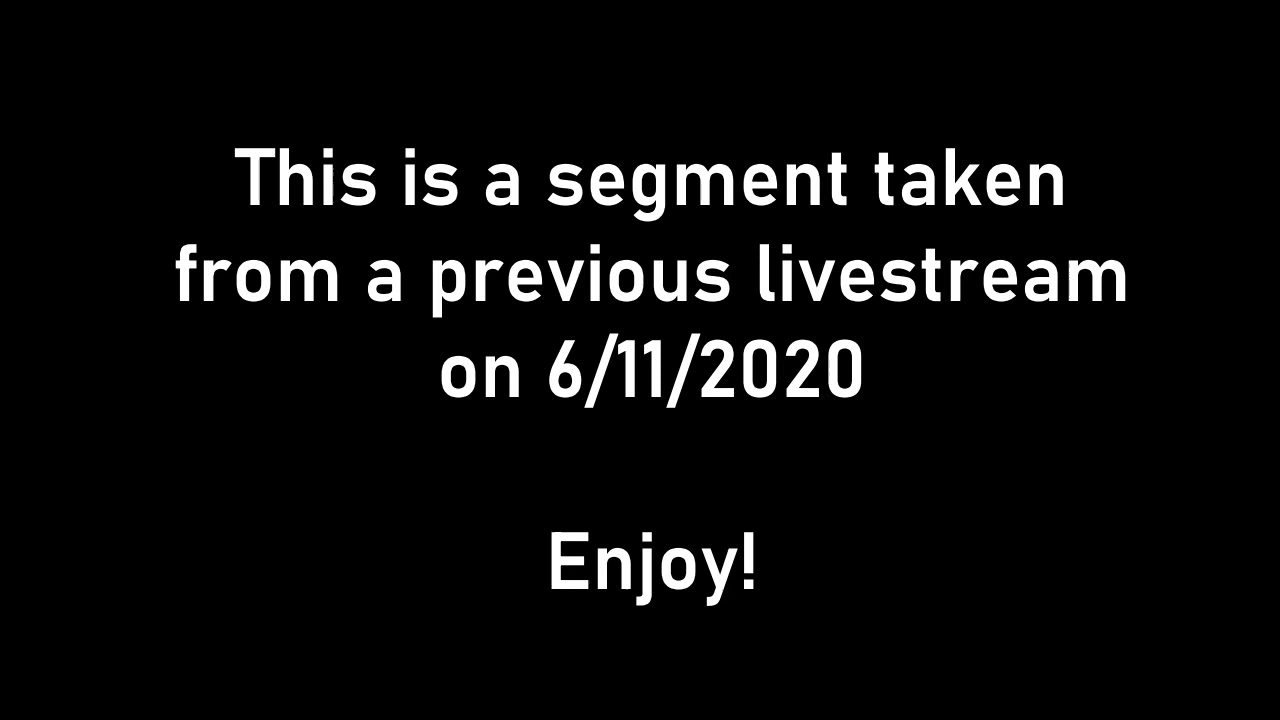 This is a segment taken
from a previous livestream
on 6/11/2020
Enjoy!